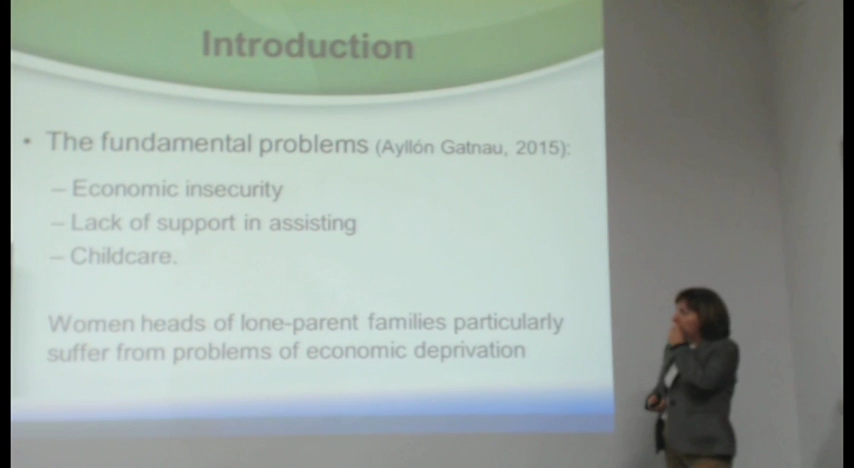 Introduction
• The fundamental problems (Ayllón Gatnau, 2015):
– Economic insecurity
– Lack of support in assisting
– Childcare.
Women heads of lone-parent families particularly
suffer from problems of economic deprivation